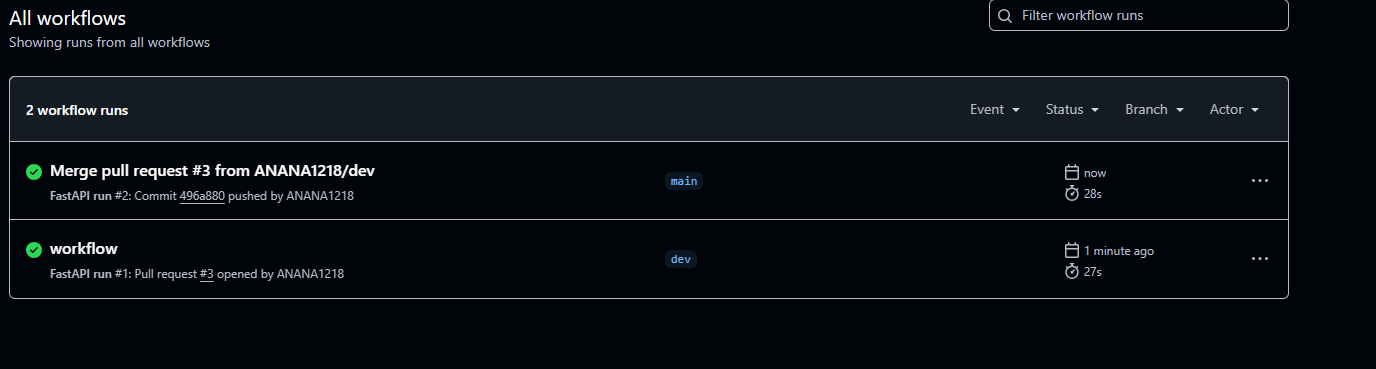 All workflows
Showing runs from all workflows
Filter workflow runs
2 workflow runs
Event
Status
Branch
Actor
Merge pull request #3 from ANANA1218/dev
FastAPI run #2: Commit 496a880 pushed by ANANA1218
main
now
28s
workflow
FastAPI run #1: Pull request #3 opened by ANANA1218
dev
1 minute ago
27s